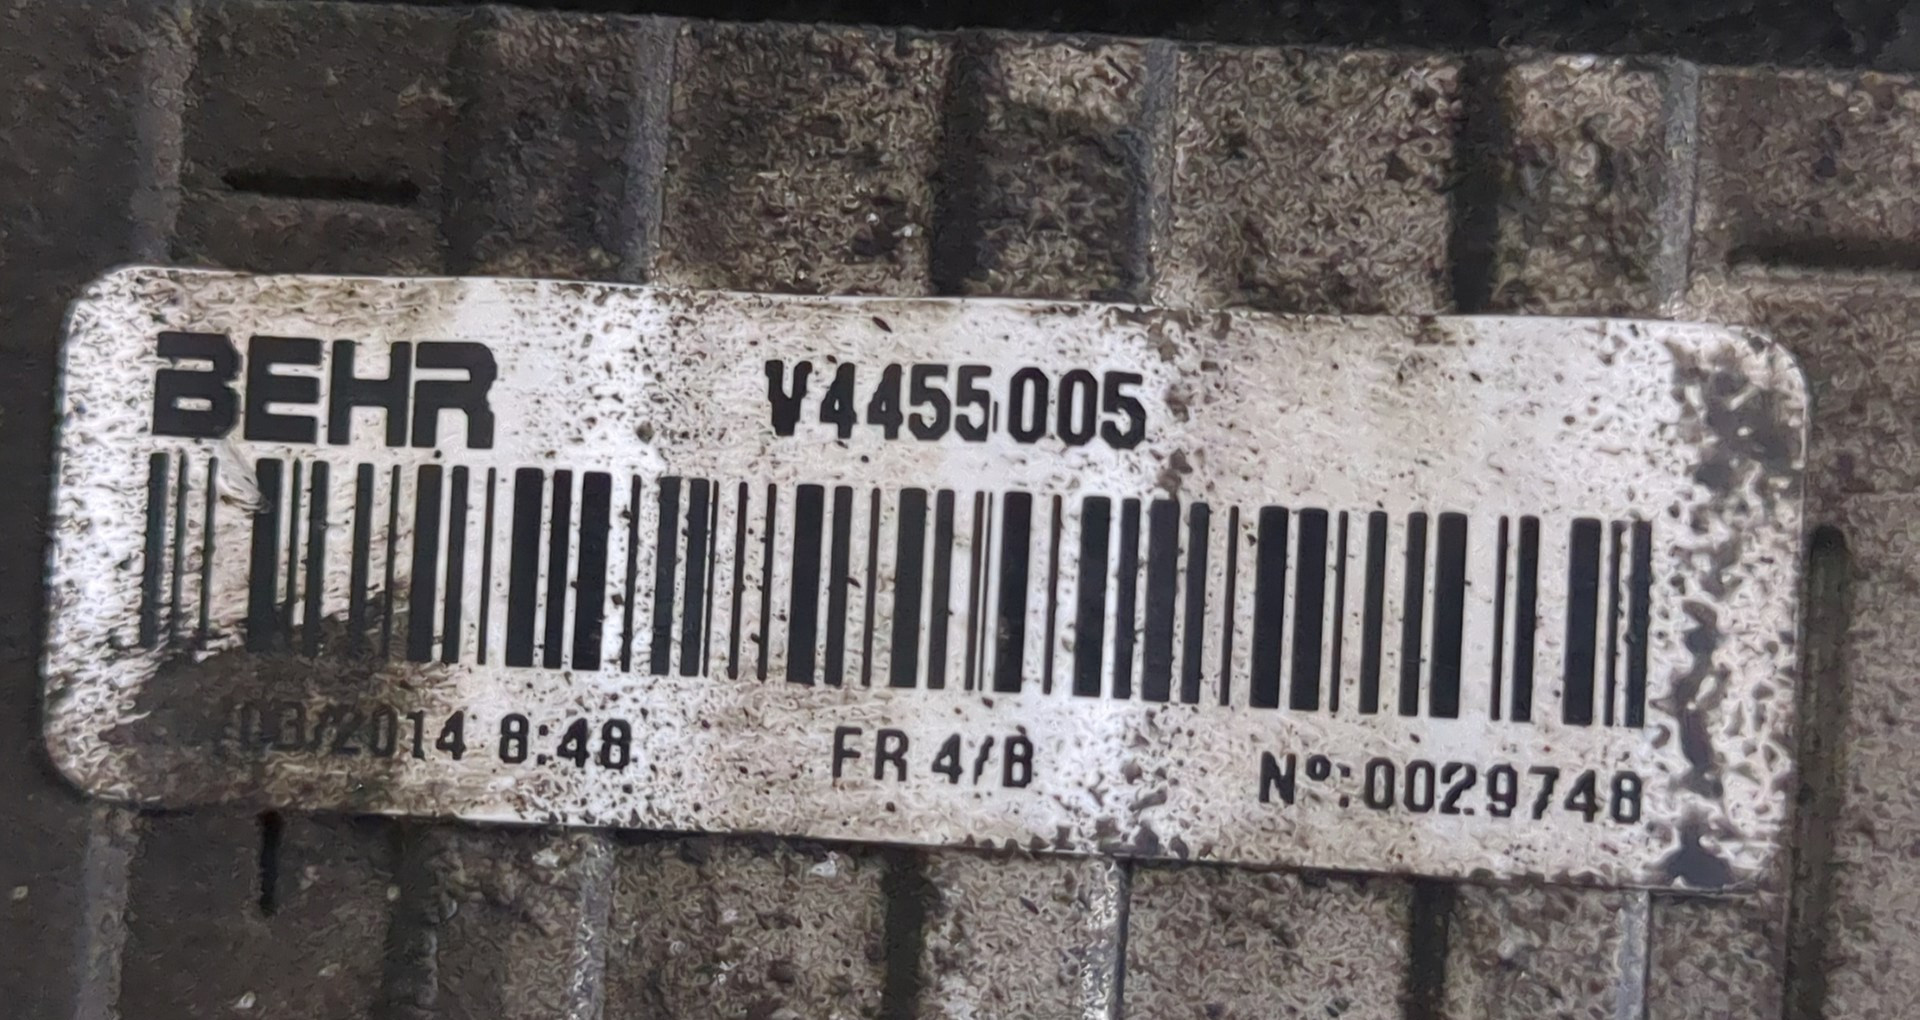 BEHR V4455005
03/2014 8:48 FR 4/B Nº:0029748